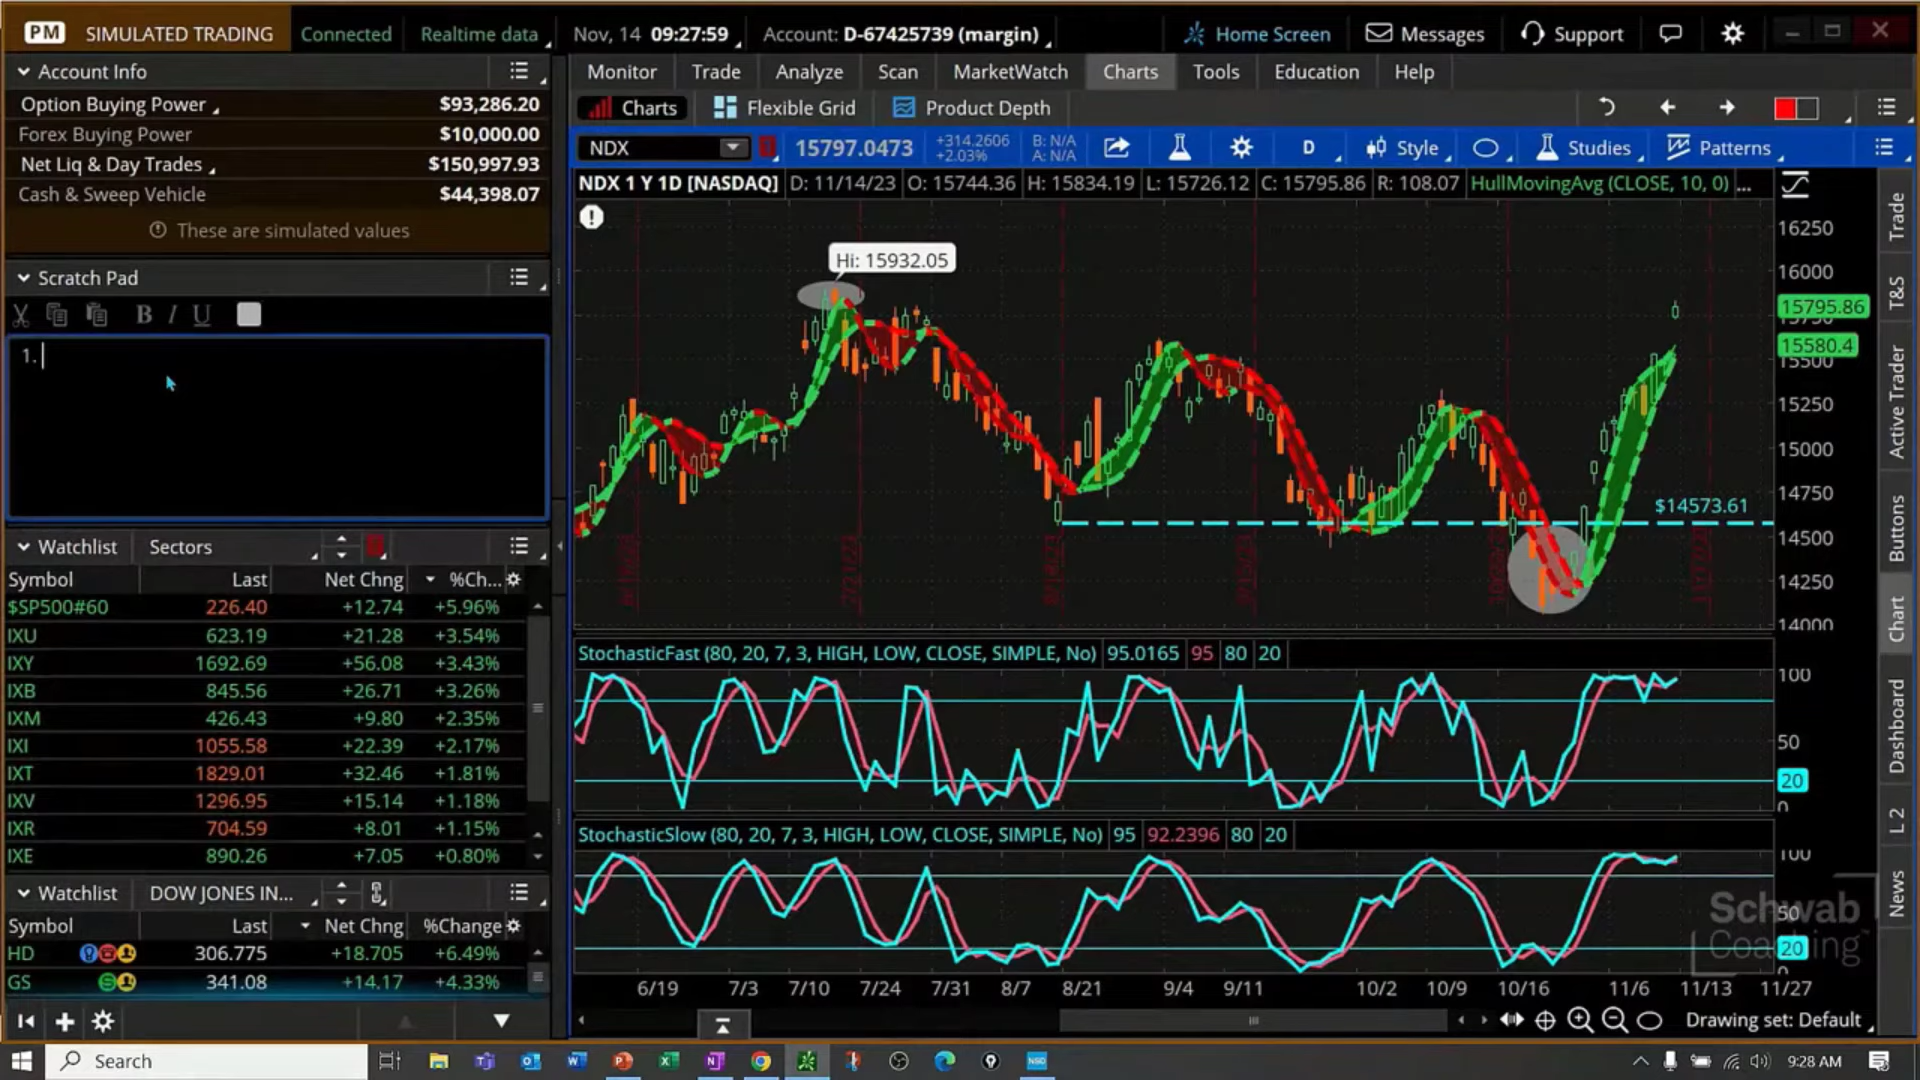 PM SIMULATED TRADING Connected Realtime data Nov, 14 09:27:59 Account: D-67425739 (margin) Home Screen Messages Support
Account Info
Option Buying Power $93,286.20
Forex Buying Power $10,000.00
Net Liq & Day Trades $150,997.93
Cash & Sweep Vehicle $44,398.07
These are simulated values
Scratch Pad
B I U
1.
Watchlist Sectors
Symbol Last Net Chng %Ch...
$SP500#60 226.40 +12.74 +5.96%
IXU 623.19 +21.28 +3.54%
IXY 1692.69 +56.08 +3.43%
IXB 845.56 +26.71 +3.26%
IXM 426.43 +9.80 +2.35%
IXI 1055.58 +22.39 +2.17%
IXT 1829.01 +32.46 +1.81%
IXV 1296.95 +15.14 +1.18%
IXR 704.59 +8.01 +1.15%
IXE 890.26 +7.05 +0.80%
Watchlist DOW JONES IN...
Symbol Last Net Chng %Change
HD 306.775 +18.705 +6.49%
GS 341.08 +14.17 +4.33%
Monitor Trade Analyze Scan MarketWatch Charts Tools Education Help
Charts Flexible Grid Product Depth
NDX 15797.0473 +314.2606 +2.03% B: N/A A: N/A D Style Studies Patterns
NDX 1 Y 1D [NASDAQ] D: 11/14/23 O: 15744.36 H: 15834.19 L: 15726.12 C: 15795.86 R: 108.07 HullMovingAvg (CLOSE, 10, 0) ...
Hi: 15932.05
$14573.61
16250
16000
15795.86
15580.4
15500
15250
15000
14750
14500
14250
14000
StochasticFast (80, 20, 7, 3, HIGH, LOW, CLOSE, SIMPLE, No) 95.0165 95 80 20
100
50
20
0
StochasticSlow (80, 20, 7, 3, HIGH, LOW, CLOSE, SIMPLE, No) 95 92.2396 80 20
100
50
20
Schwab
Coaching
6/19 7/3 7/10 7/24 7/31 8/7 8/21 9/4 9/11 10/2 10/9 10/16 11/6 11/13 11/27
Drawing set: Default
Trade
T&S
Active Trader
Buttons
Chart
Dashboard
L 2
News
Search
9:28 AM